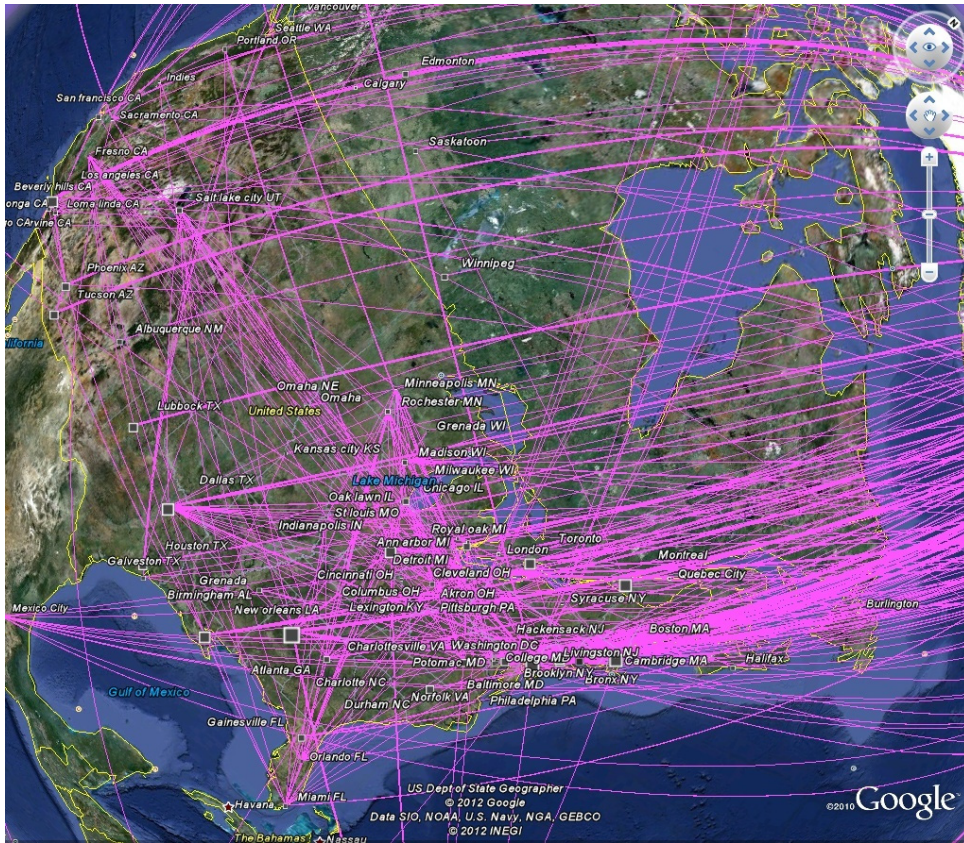 Vancouver
Seattle WA
Portland OR
Edmonton
Indies
Calgary
San francisco CA
Sacramento CA
Saskatoon
Fresno CA
Los angeles CA
Beverly hills CA
Salt lake city UT
onga CA
Loma linda CA
go CA
rvine CA
Winnipeg
Phoenix AZ
Tucson AZ
Albuquerque NM
alifornia
Omaha NE
Minneapolis MN
Omaha
Rochester MN
Lubbock TX
United States
Grenada WI
Kansas city KS
Madison WI
Milwaukee WI
Dallas TX
Lake Michigan
Chicago IL
Oak lawn IL
St louis MO
Indianapolis IN
Royal oak MI
Houston TX
Ann arbor MI
Toronto
London
Galveston TX
Detroit MI
Montreal
Cincinnati OH
Cleveland OH
Quebec City
Grenada
Birmingham AL
Columbus OH
Akron OH
Syracuse NY
Burlington
Mexico City
New orleans LA
Lexington KY
Pittsburgh PA
Hackensack NJ
Boston MA
Charlottesville VA
Washington DC
Livingston NJ
Atlanta GA
Potomac MD
College MD
Cambridge MA
Halifax
Charlotte NC
Brooklyn NY
Bronx NY
Gulf of Mexico
Norfolk VA
Baltimore MD
Durham NC
Philadelphia PA
Gainesville FL
Orlando FL
Miami FL
Havana
US Dept of State Geographer
© 2012 Google
Data SIO, NOAA, U.S. Navy, NGA, GEBCO
© 2012 INEGI
©2010 Google
The Bahamas
Nassau
N